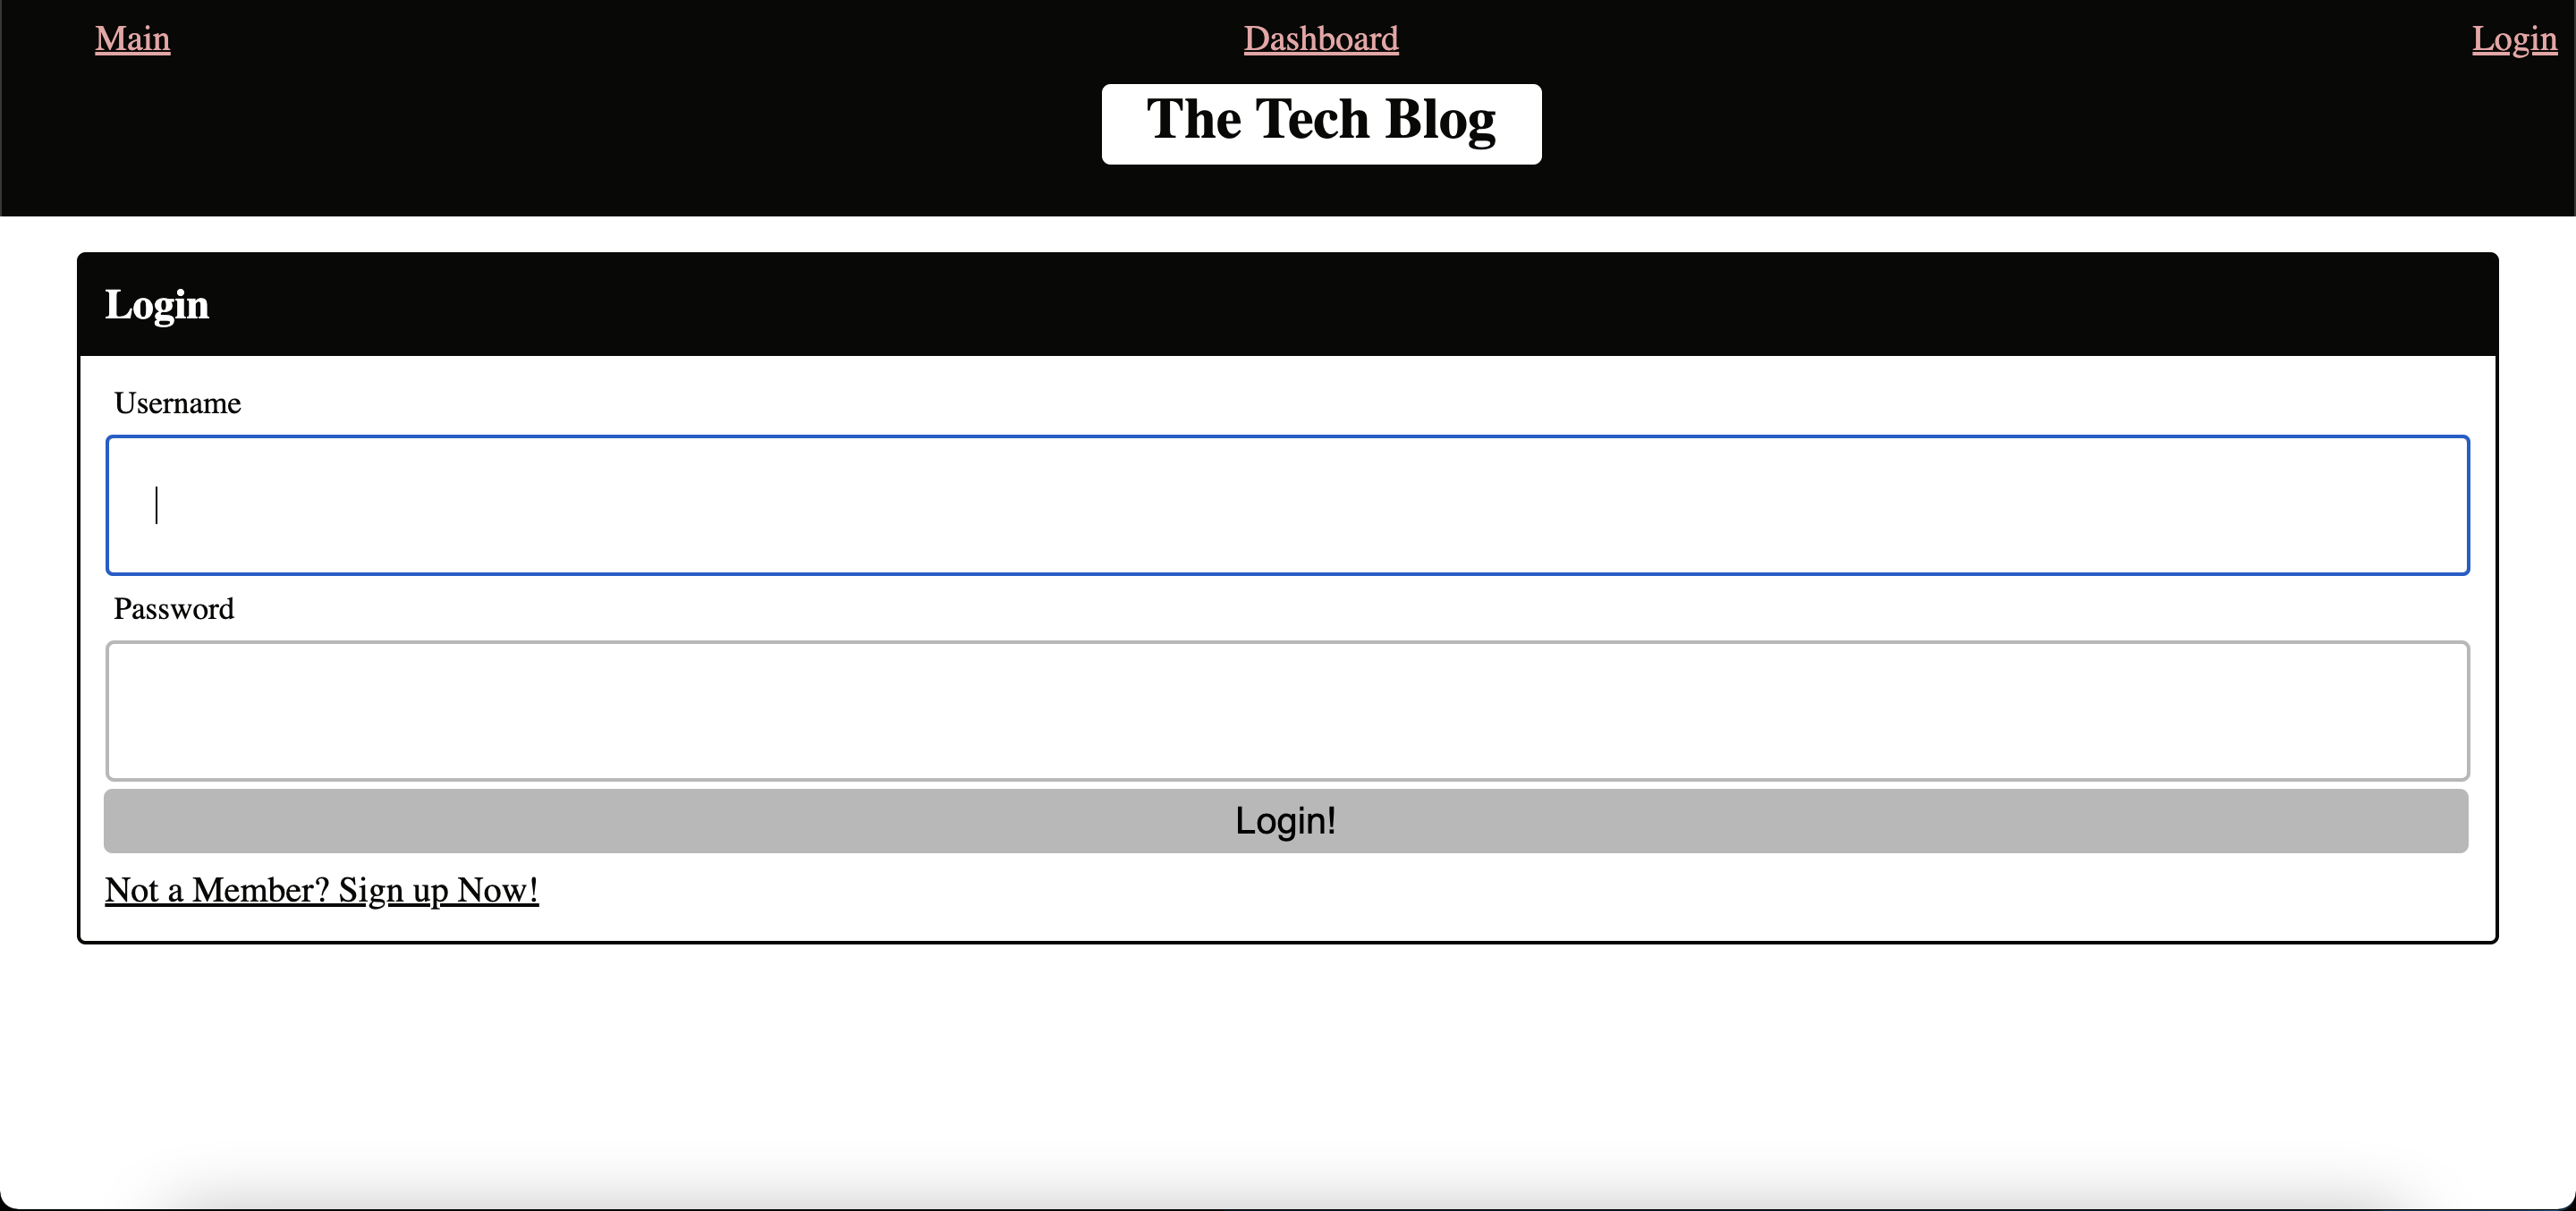 Main Dashboard Login
The Tech Blog
Login
Username
Password
Login!
Not a Member? Sign up Now!